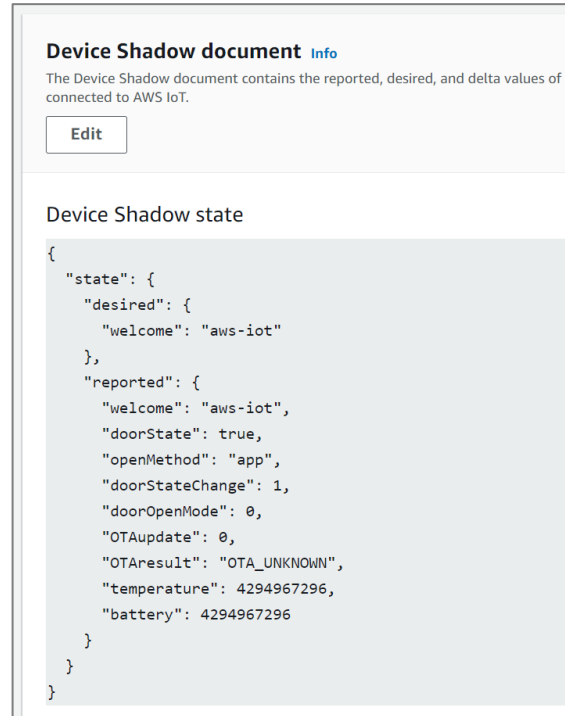 Device Shadow document Info
The Device Shadow document contains the reported, desired, and delta values of
connected to AWS IoT.
Edit
Device Shadow state
{
  "state": {
    "desired": {
      "welcome": "aws-iot"
    },
    "reported": {
      "welcome": "aws-iot",
      "doorState": true,
      "openMethod": "app",
      "doorStateChange": 1,
      "doorOpenMode": 0,
      "OTAupdate": 0,
      "OTAresult": "OTA_UNKNOWN",
      "temperature": 4294967296,
      "battery": 4294967296
    }
  }
}